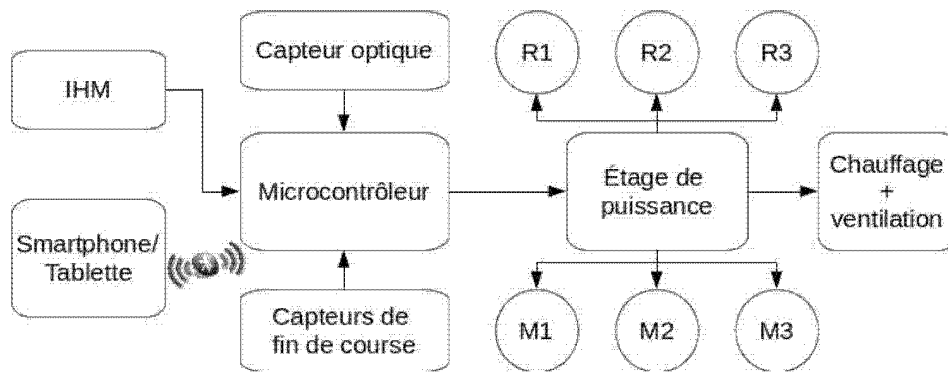 IHM
Smartphone/
Tablette
Capteur optique
Microcontrôleur
Capteurs de
fin de course
R1
R2
R3
Étage de
puissance
M1
M2
M3
Chauffage
+
ventilation